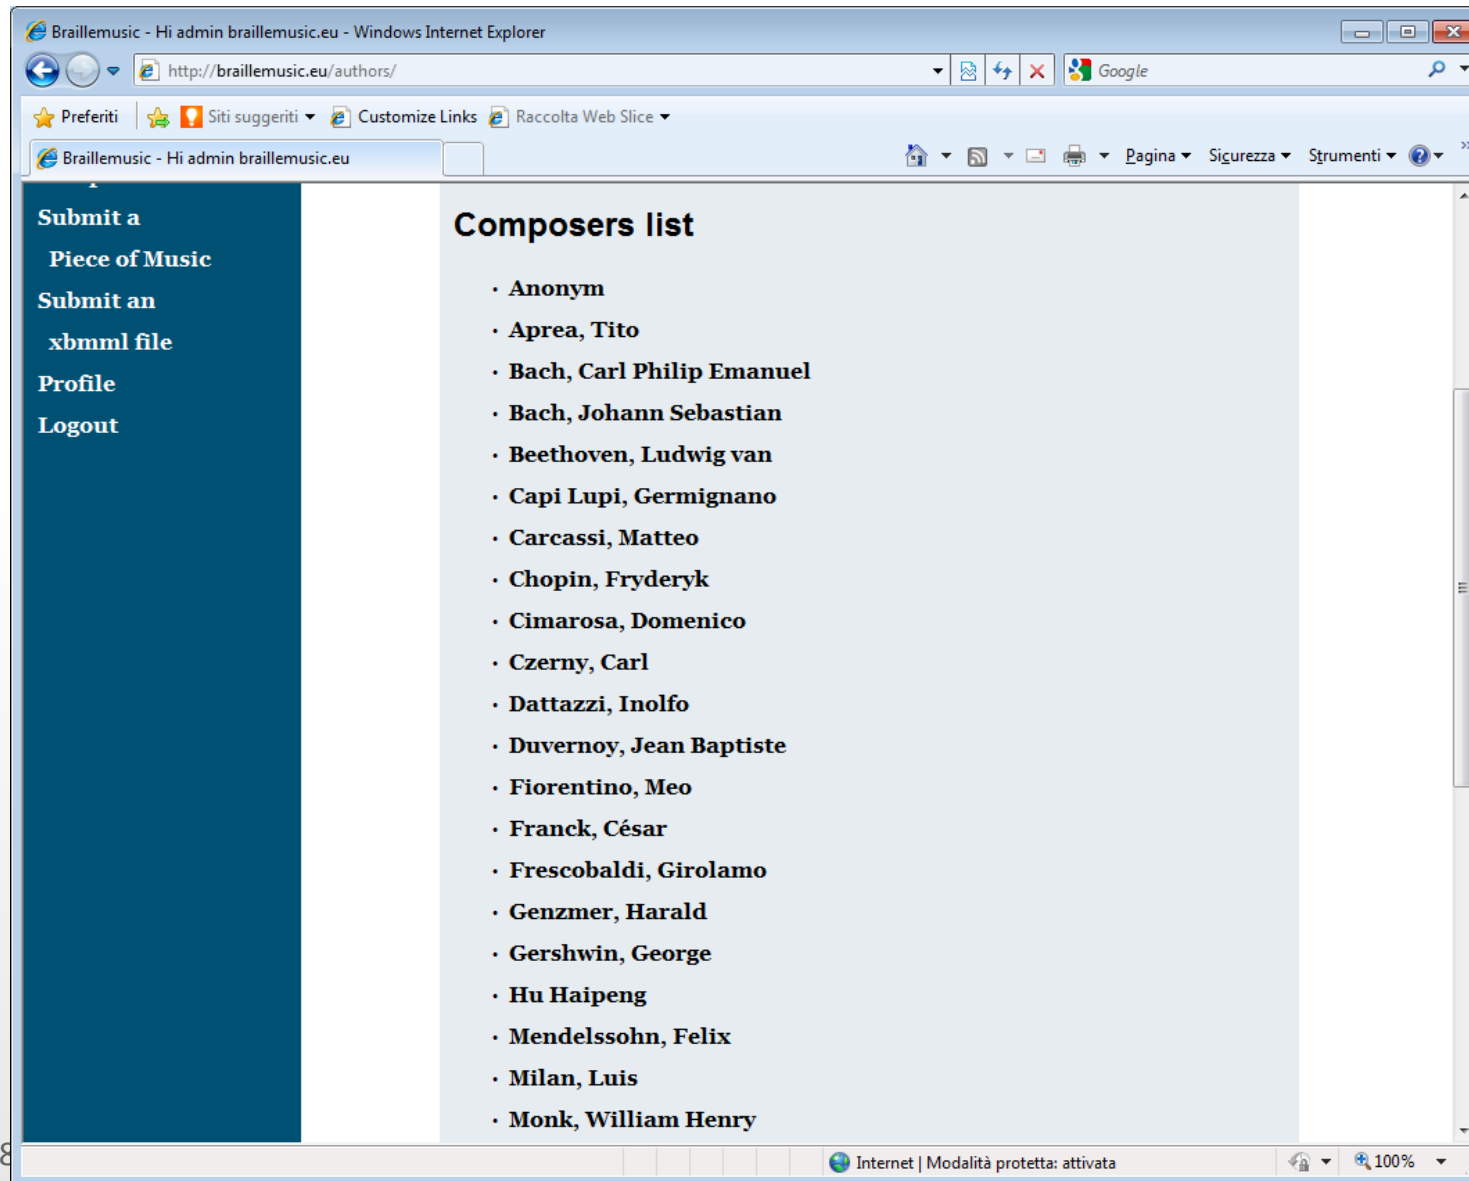 Braillemusic - Hi admin braillemusic.eu - Windows Internet Explorer
http://braillemusic.eu/authors/
Google
Preferiti Siti suggeriti Customize Links Raccolta Web Slice
Braillemusic - Hi admin braillemusic.eu
Pagina Sicurezza Strumenti
Submit a
Piece of Music
Submit an
xbmml file
Profile
Logout
Composers list
· Anonym
· Aprea, Tito
· Bach, Carl Philip Emanuel
· Bach, Johann Sebastian
· Beethoven, Ludwig van
· Capi Lupi, Germignano
· Carcassi, Matteo
· Chopin, Fryderyk
· Cimarosa, Domenico
· Czerny, Carl
· Dattazzi, Inolfo
· Duvernoy, Jean Baptiste
· Fiorentino, Meo
· Franck, César
· Frescobaldi, Girolamo
· Genzmer, Harald
· Gershwin, George
· Hu Haipeng
· Mendelssohn, Felix
· Milan, Luis
· Monk, William Henry
Internet | Modalità protetta: attivata
100%